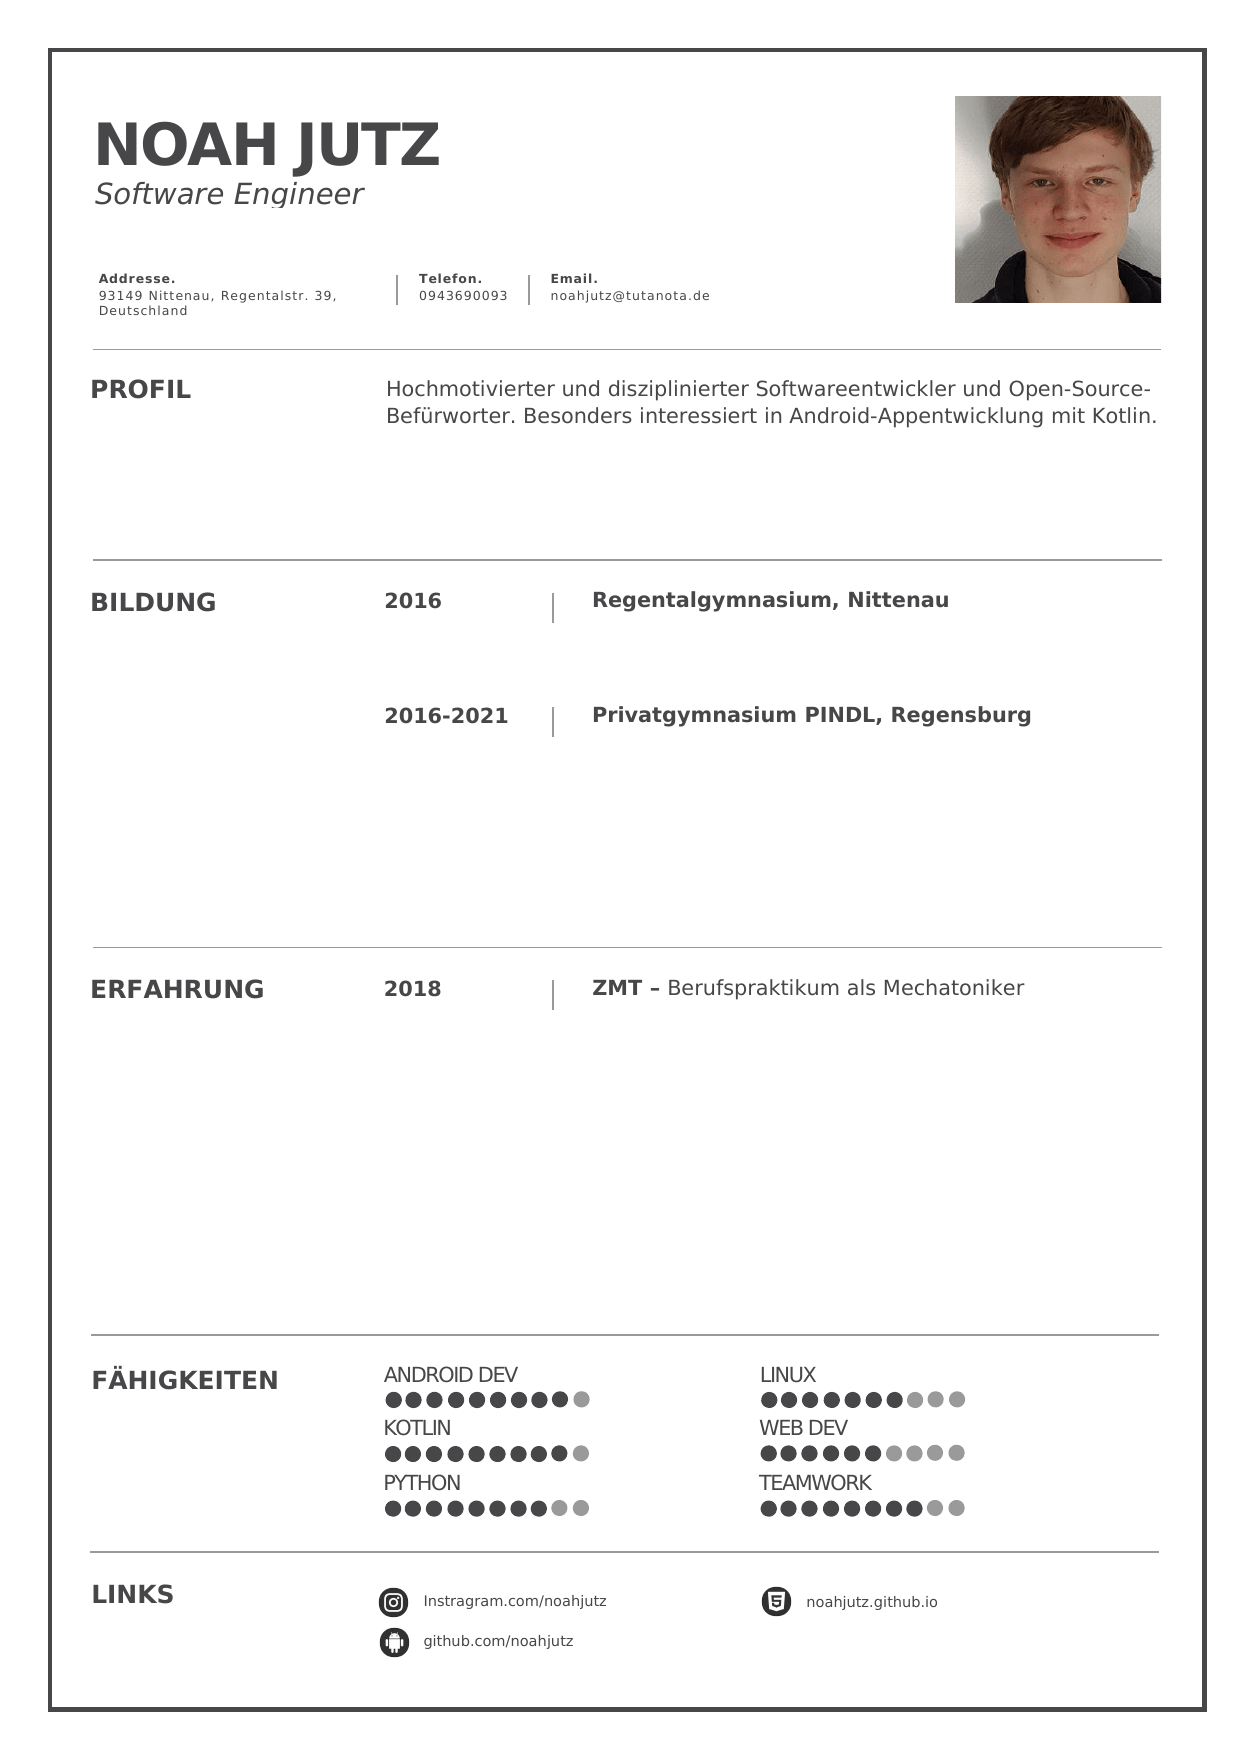 NOAH JUTZ
Software Engineer
Addresse.
93149 Nittenau, Regentalstr. 39,
Deutschland
Telefon.
0943690093
Email.
noahjutz@tutanota.de
PROFIL
Hochmotivierter und disziplinierter Softwareentwickler und Open-Source-
Befürworter. Besonders interessiert in Android-Appentwicklung mit Kotlin.
BILDUNG
2016
Regentalgymnasium, Nittenau
2016-2021
Privatgymnasium PINDL, Regensburg
ERFAHRUNG
2018
ZMT – Berufspraktikum als Mechatoniker
FÄHIGKEITEN
ANDROID DEV
LINUX
KOTLIN
WEB DEV
PYTHON
TEAMWORK
LINKS
Instragram.com/noahjutz
noahjutz.github.io
github.com/noahjutz